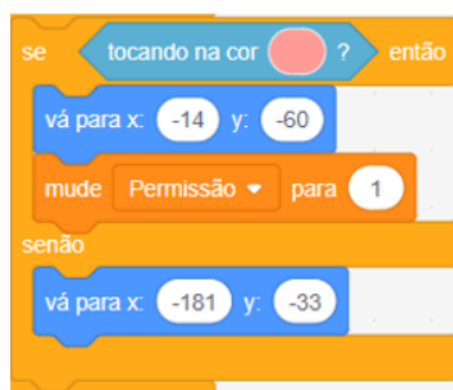 se tocando na cor ? então
vá para x: -14 y: -60
mude Permissão para 1
senão
vá para x: -181 y: -33